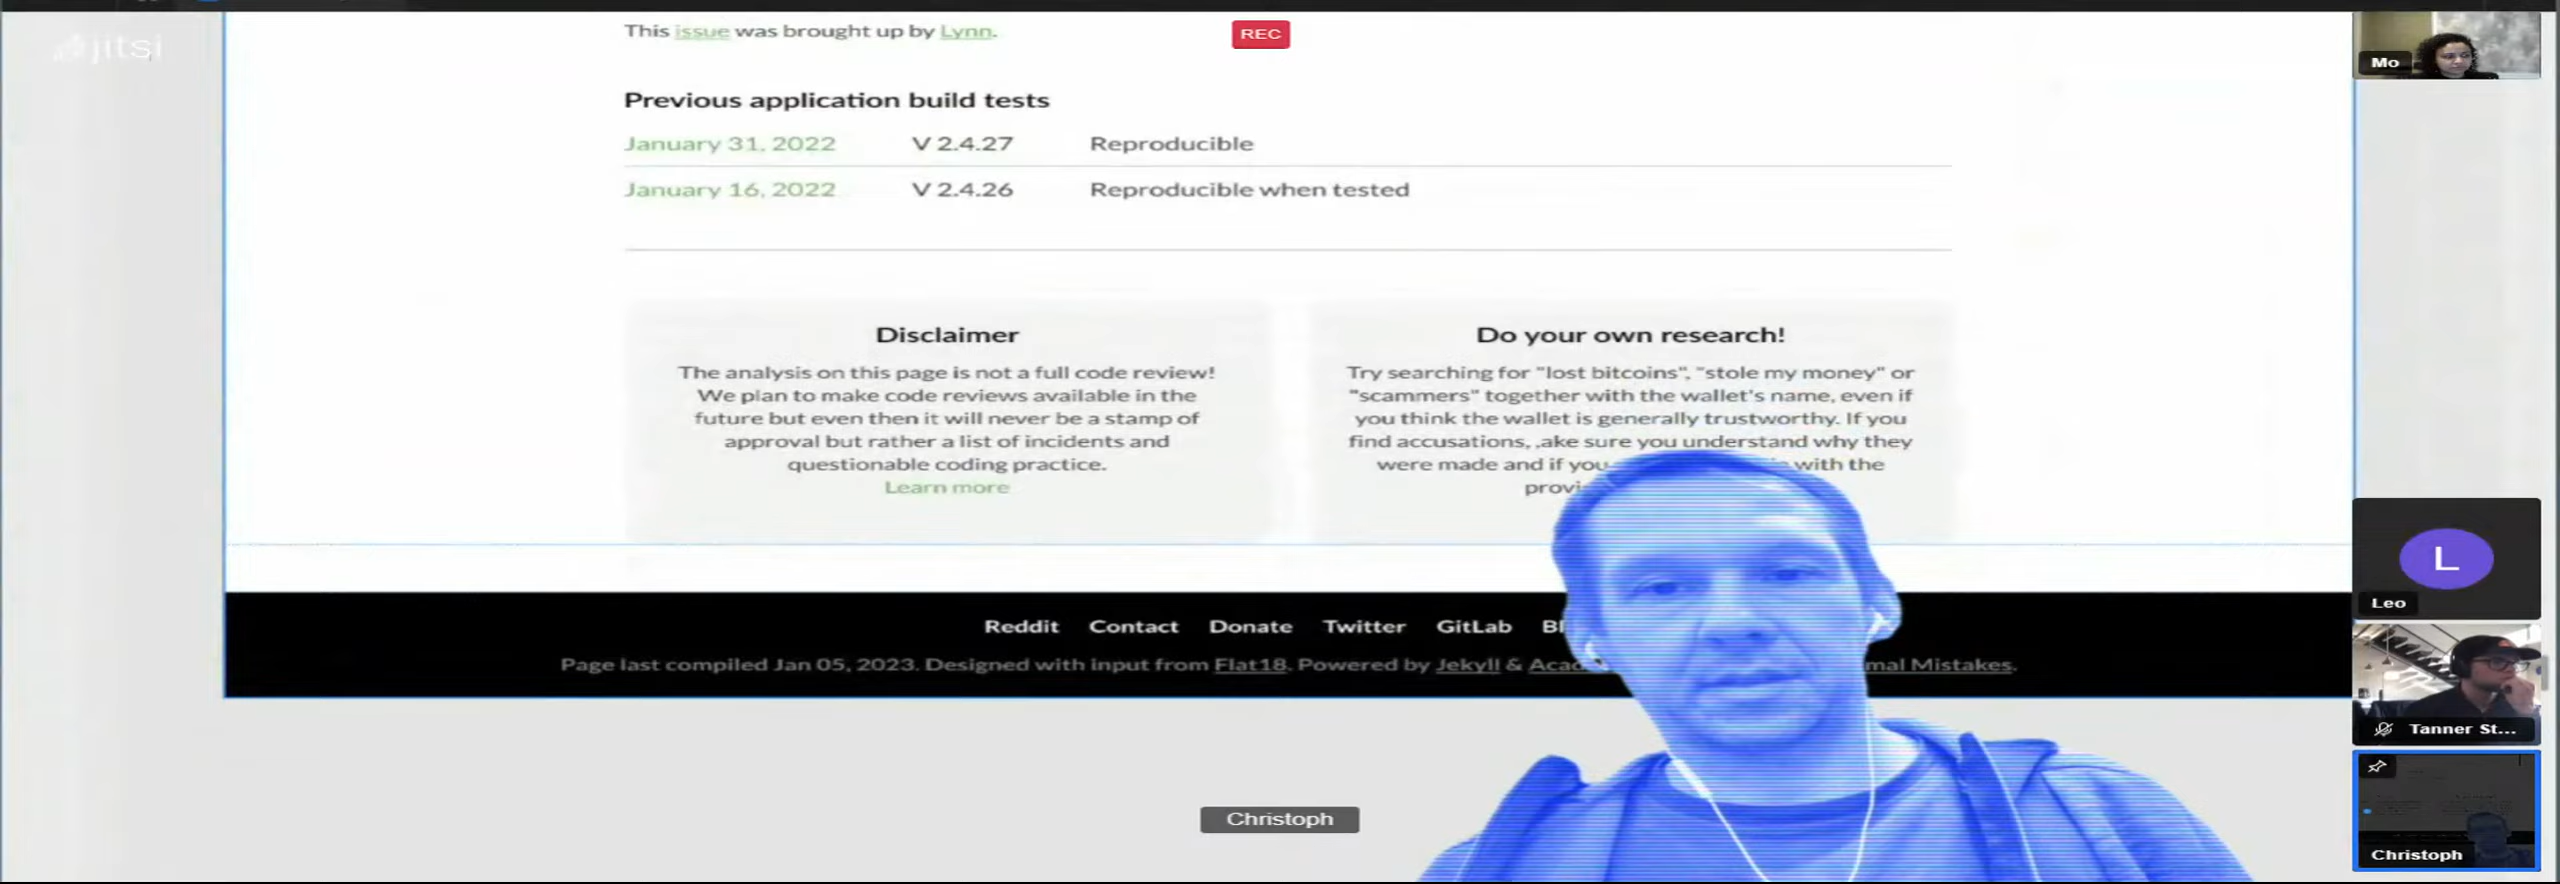 jitsi
This issue was brought up by Lynn.
REC
Mo
Previous application build tests
January 31, 2022 V 2.4.27 Reproducible
January 16, 2022 V 2.4.26 Reproducible when tested
Disclaimer
The analysis on this page is not a full code review!
We plan to make code reviews available in the
future but even then it will never be a stamp of
approval but rather a list of incidents and
questionable coding practice.
Learn more
Do your own research!
Try searching for "lost bitcoins", "stole my money" or
"scammers" together with the wallet's name, even if
you think the wallet is generally trustworthy. If you
find accusations, .ake sure you understand why they
were made and if you with the
provi
L
Leo
Reddit Contact Donate Twitter GitLab Bl
Page last compiled Jan 05, 2023. Designed with input from Flat18. Powered by Jekyll & Acad mal Mistakes.
Tanner St...
Christoph
Christoph